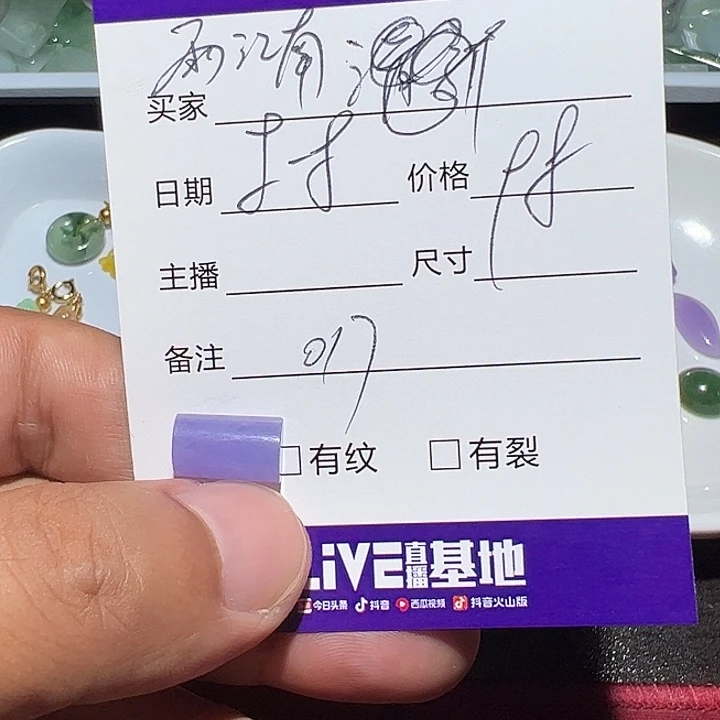 买家
日期 价格
主播 尺寸
备注 017
□有纹 □有裂
LiVE直播基地
今日头条 抖音 西瓜视频 抖音火山版